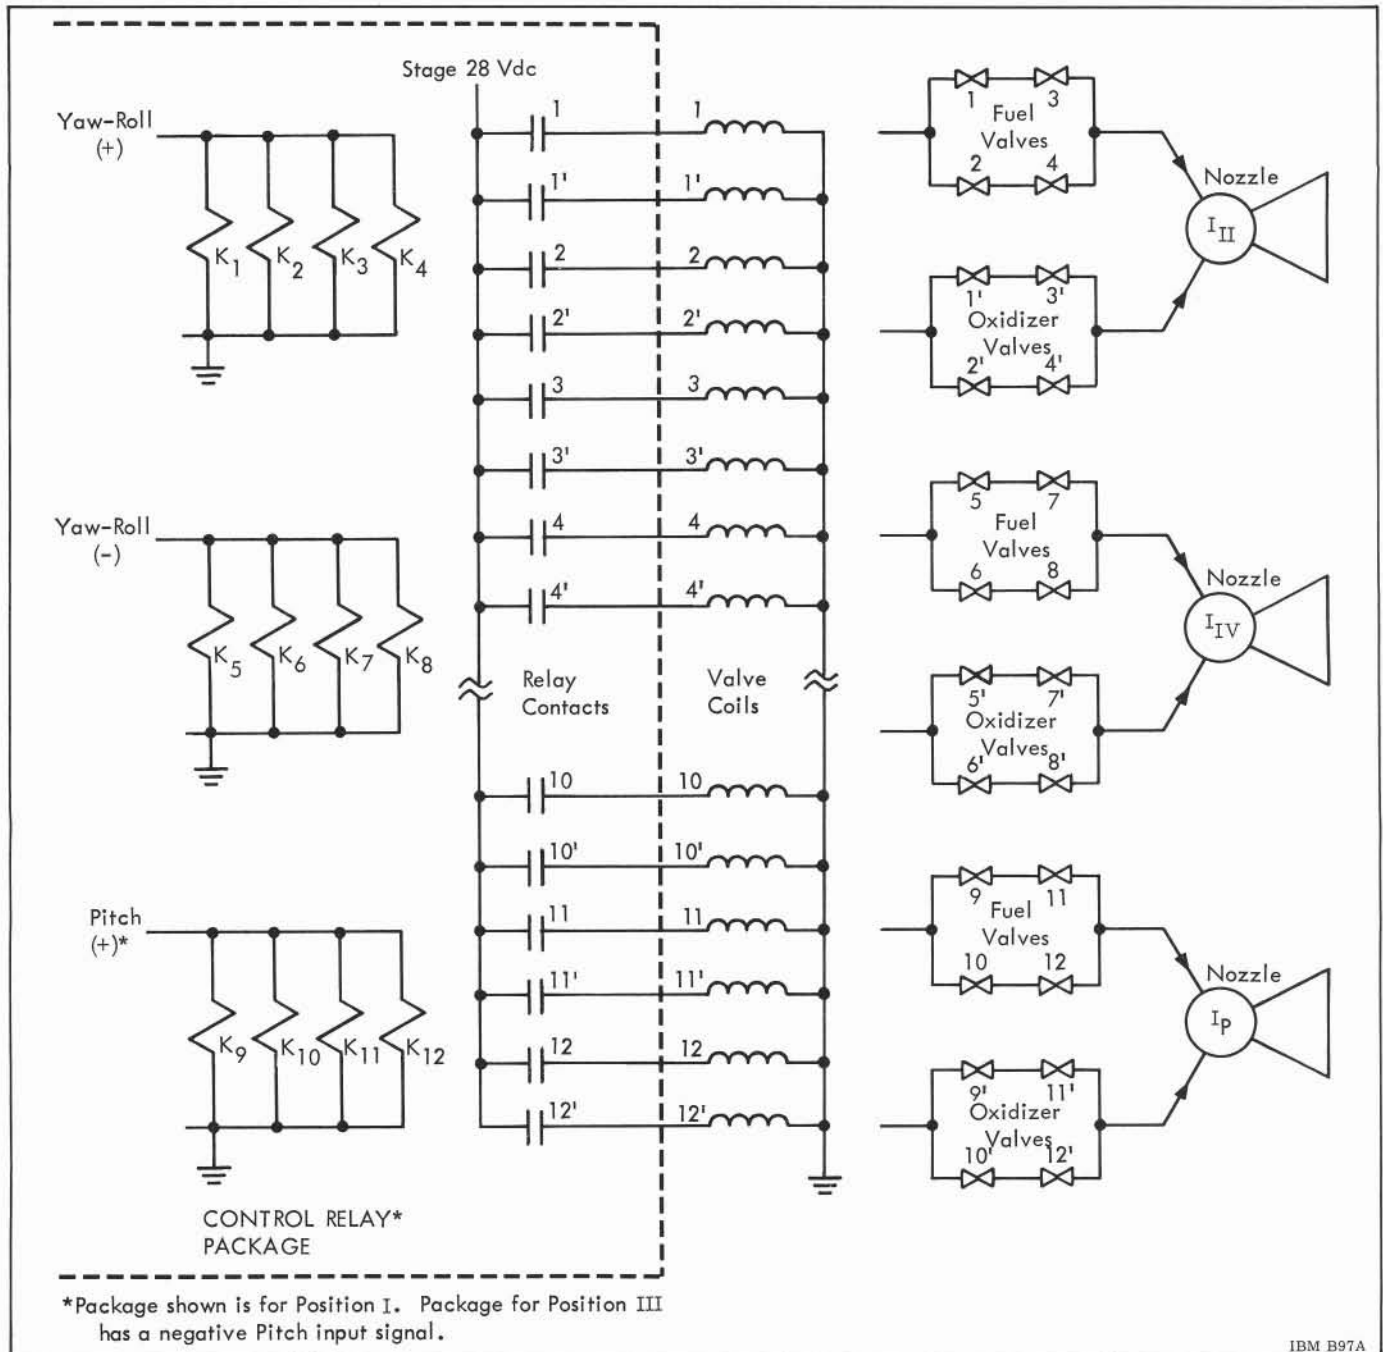 Stage 28 Vdc
Yaw-Roll
(+)
K1
K2
K3
K4
Yaw-Roll
(-)
K5
K6
K7
K8
Pitch
(+)*
K9
K10
K11
K12
CONTROL RELAY*
PACKAGE
1
1'
2
2'
3
3'
4
4'
Relay
Contacts
10
10'
11
11'
12
12'
1
1'
2
2'
3
3'
4
4'
Valve
Coils
10
10'
11
11'
12
12'
1 3
Fuel
Valves
2 4
Nozzle
I II
1' 3'
Oxidizer
Valves
2' 4'
5 7
Fuel
Valves
6 8
Nozzle
I IV
5' 7'
Oxidizer
Valves
6' 8'
9 11
Fuel
Valves
10 12
Nozzle
I P
9' 11'
Oxidizer
Valves
10' 12'
*Package shown is for Position I. Package for Position III
has a negative Pitch input signal.
IBM B97A